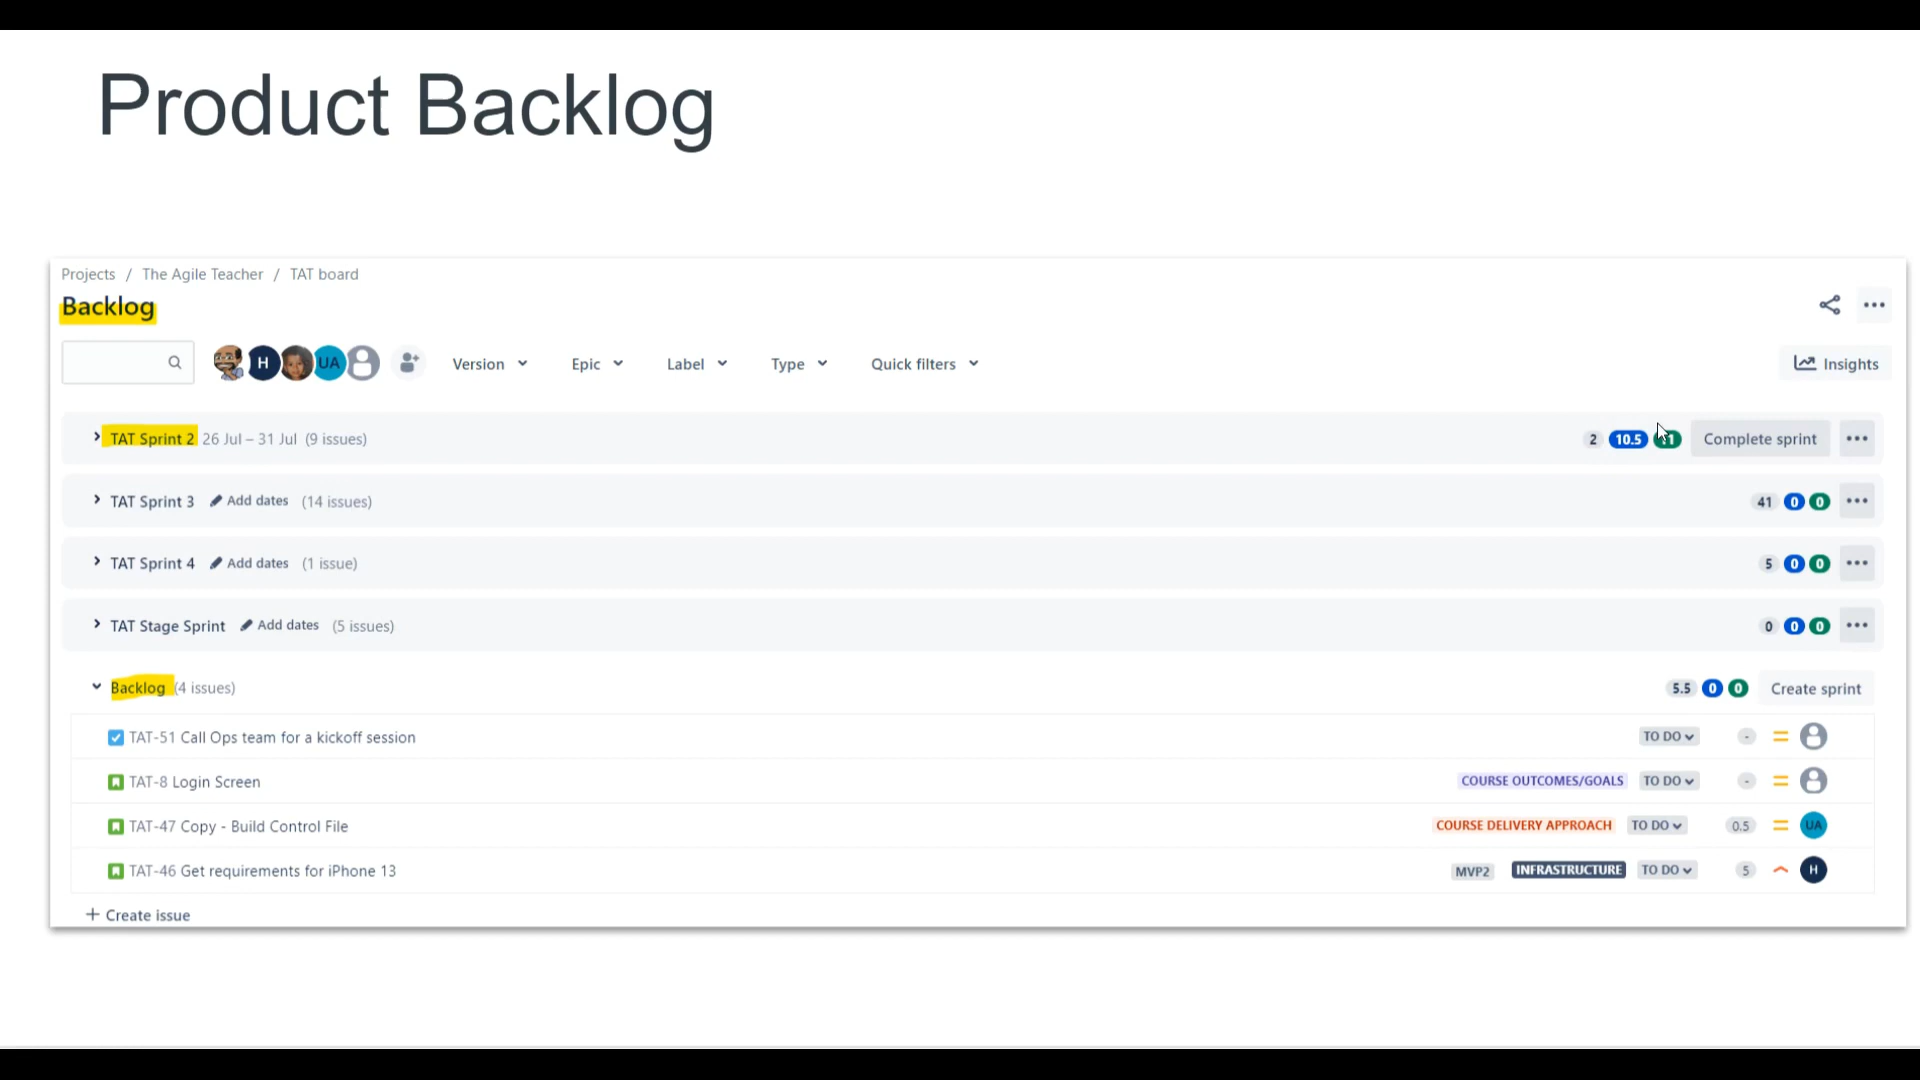 Product Backlog
Projects / The Agile Teacher / TAT board
Backlog
H UA Version Epic Label Type Quick filters Insights
TAT Sprint 2 26 Jul – 31 Jul (9 issues) 2 10.5 Complete sprint
TAT Sprint 3 Add dates (14 issues) 41 0 0
TAT Sprint 4 Add dates (1 issue) 5 0 0
TAT Stage Sprint Add dates (5 issues) 0 0 0
Backlog (4 issues) 5.5 0 0 Create sprint
TAT-51 Call Ops team for a kickoff session TO DO -
TAT-8 Login Screen COURSE OUTCOMES/GOALS TO DO -
TAT-47 Copy - Build Control File COURSE DELIVERY APPROACH TO DO 0.5 UA
TAT-46 Get requirements for iPhone 13 MVP2 INFRASTRUCTURE TO DO 5 H
+ Create issue